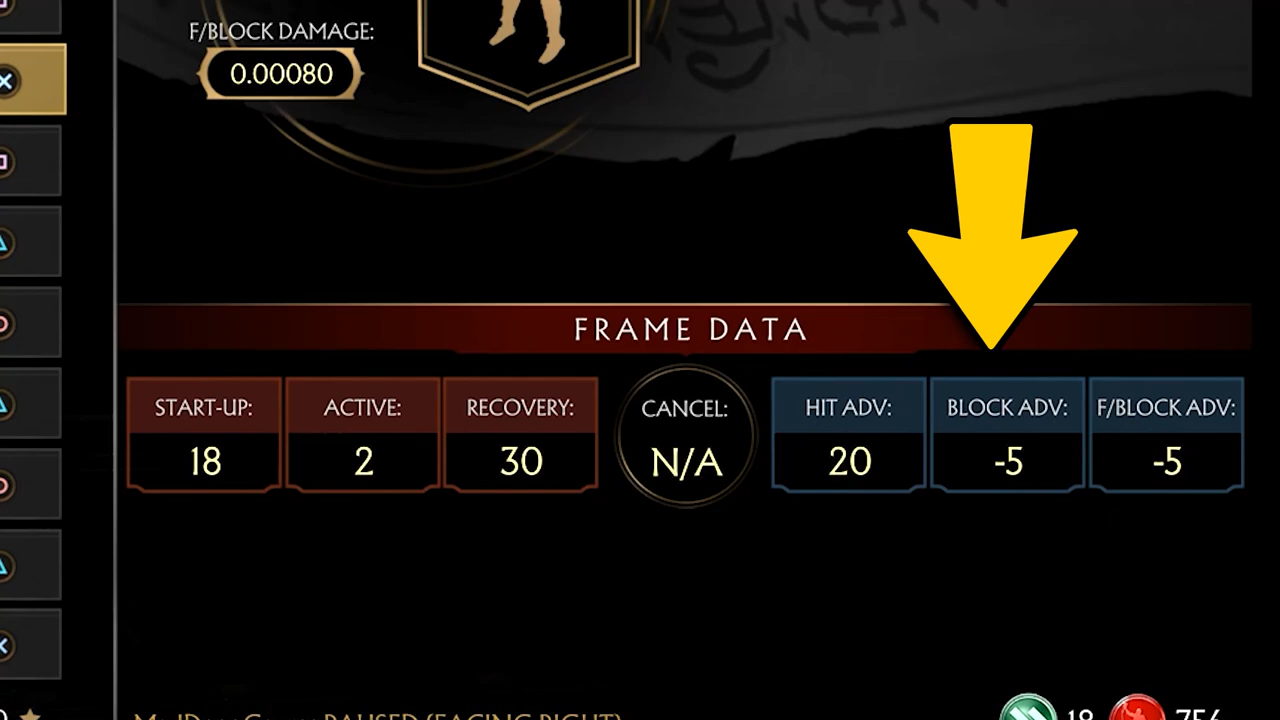 F/BLOCK DAMAGE:
0.00080
FRAME DATA
START-UP: ACTIVE: RECOVERY: CANCEL: HIT ADV: BLOCK ADV: F/BLOCK ADV:
18 2 30 N/A 20 -5 -5
PAUSED (FACING RIGHT) 18 754